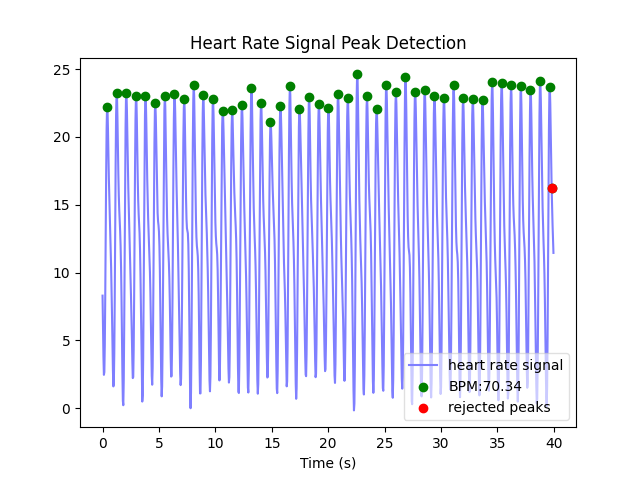 Heart Rate Signal Peak Detection
25
20
15
10
5
0
heart rate signal
BPM:70.34
rejected peaks
0 5 10 15 20 25 30 35 40
Time (s)